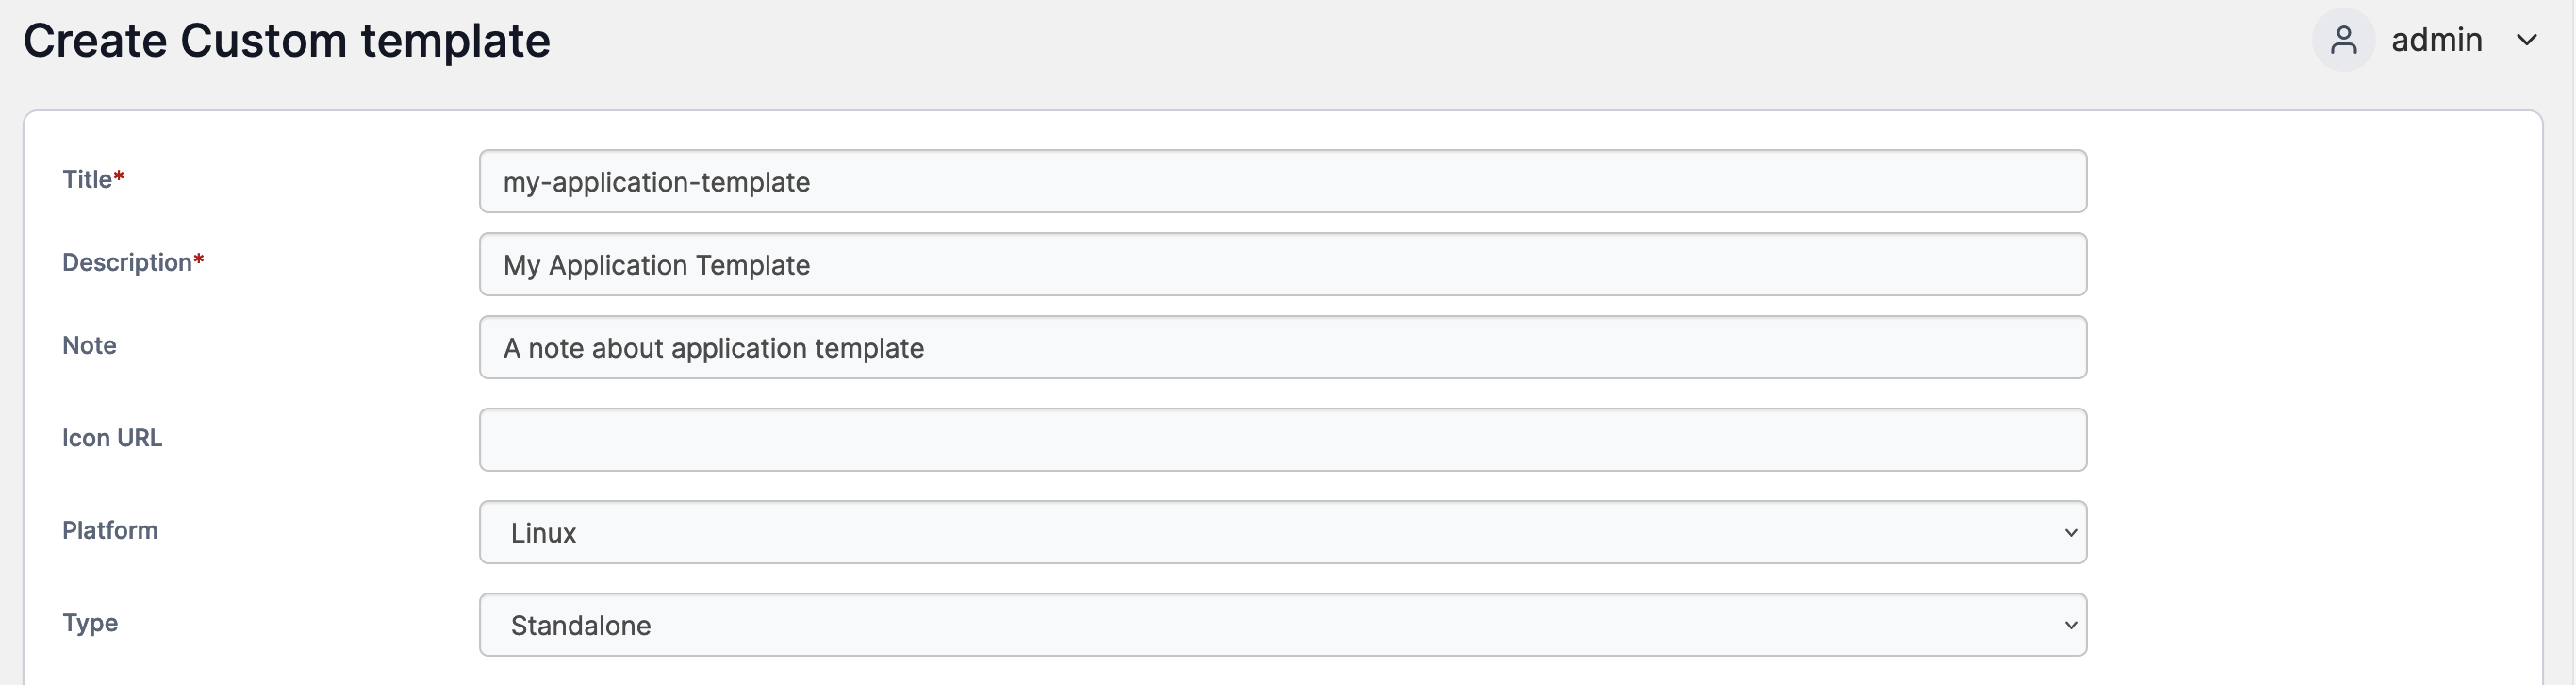 Create Custom template
admin
Title*
my-application-template
Description*
My Application Template
Note
A note about application template
Icon URL
Platform
Linux
Type
Standalone